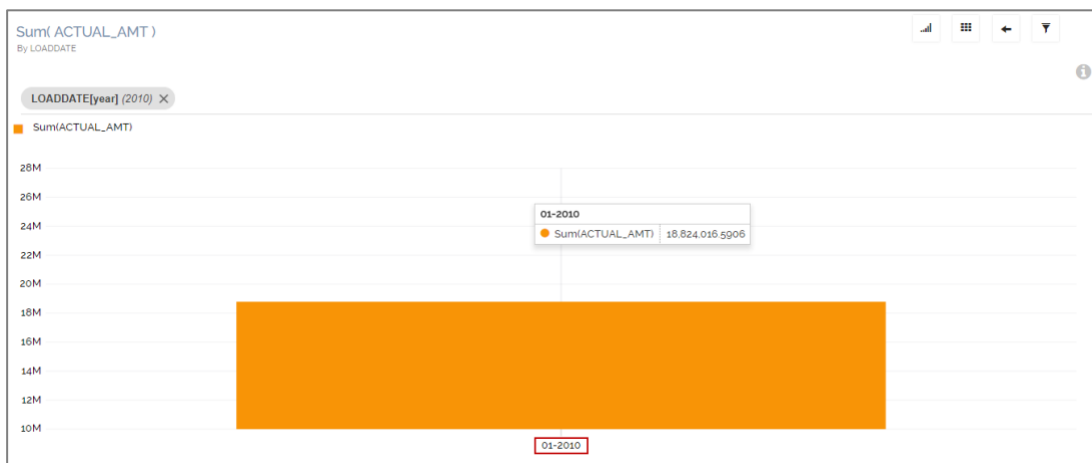 Sum( ACTUAL_AMT )
By LOADDATE
LOADDATE[year] (2010) ×
Sum(ACTUAL_AMT)
28M
26M
24M
22M
20M
18M
16M
14M
12M
10M
01-2010
Sum(ACTUAL_AMT) 18,824,016.5906
01-2010